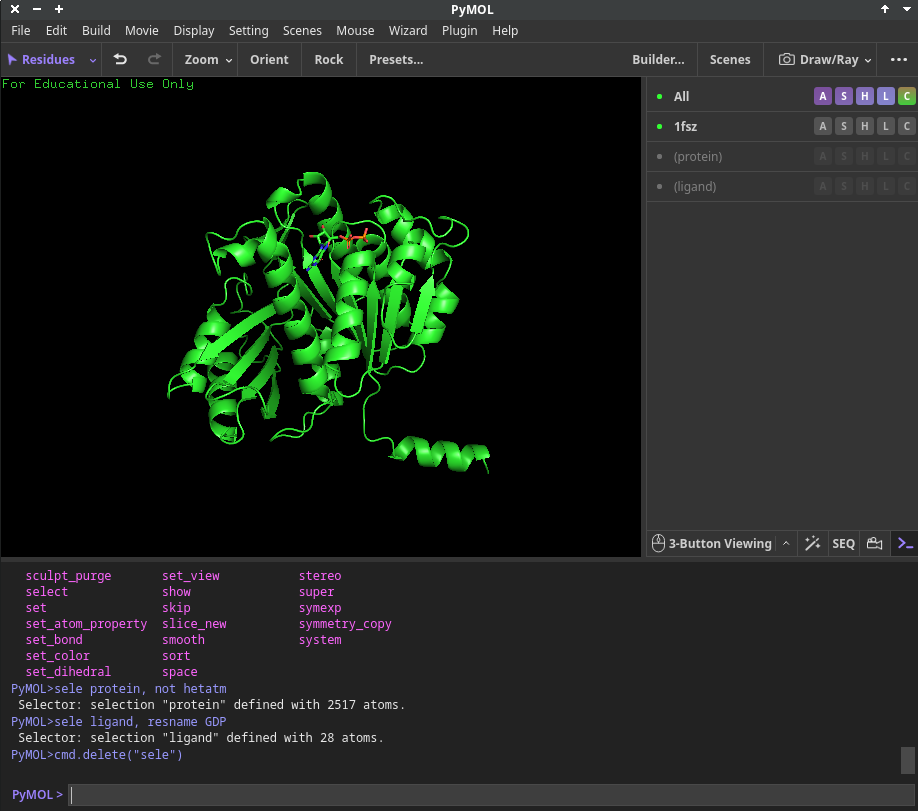 PyMOL
File Edit Build Movie Display Setting Scenes Mouse Wizard Plugin Help
Residues Zoom Orient Rock Presets... Builder... Scenes Draw/Ray
For Educational Use Only
All A S H L C
1fsz A S H L C
(protein) A S H L C
(ligand) A S H L C
3-Button Viewing SEQ
sculpt_purge set_view stereo
select show super
set skip symexp
set_atom_property slice_new symmetry_copy
set_bond smooth system
set_color sort
set_dihedral space
PyMOL>sele protein, not hetatm
Selector: selection "protein" defined with 2517 atoms.
PyMOL>sele ligand, resname GDP
Selector: selection "ligand" defined with 28 atoms.
PyMOL>cmd.delete("sele")
PyMOL >